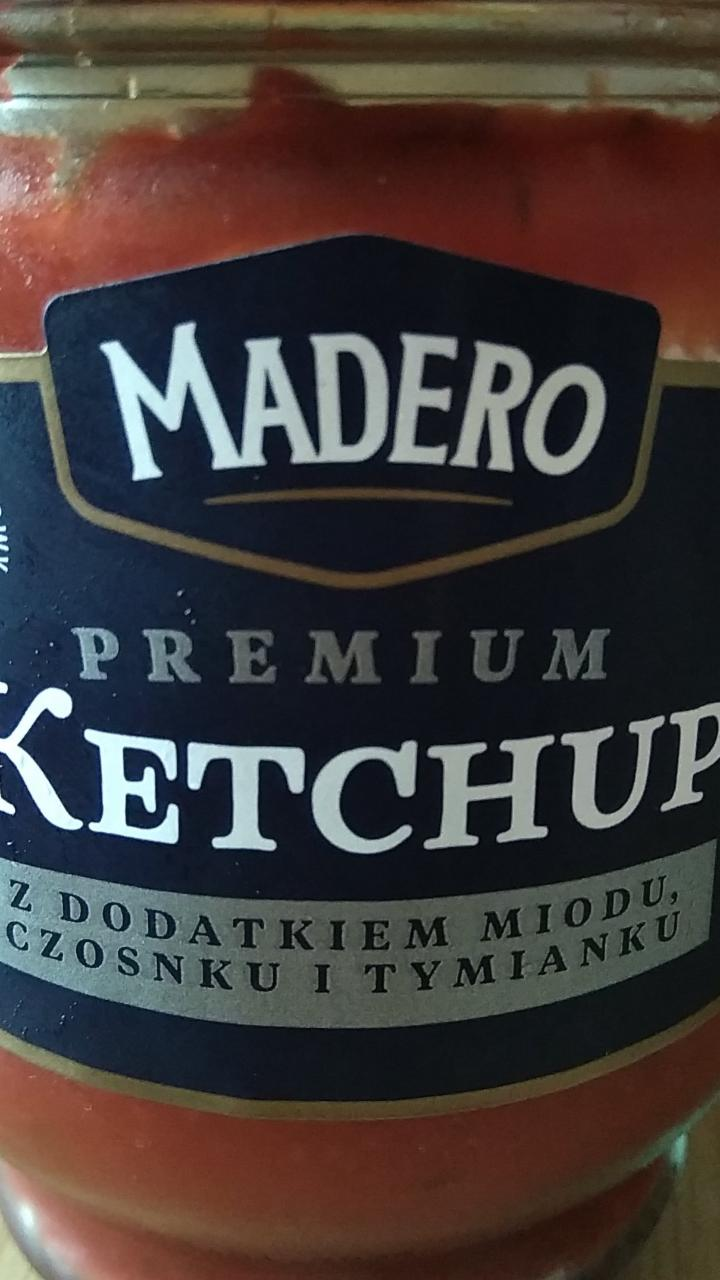 MADERO
PREMIUM
KETCHUP
Z DODATKIEM MIODU,
CZOSNKU I TYMIANKU